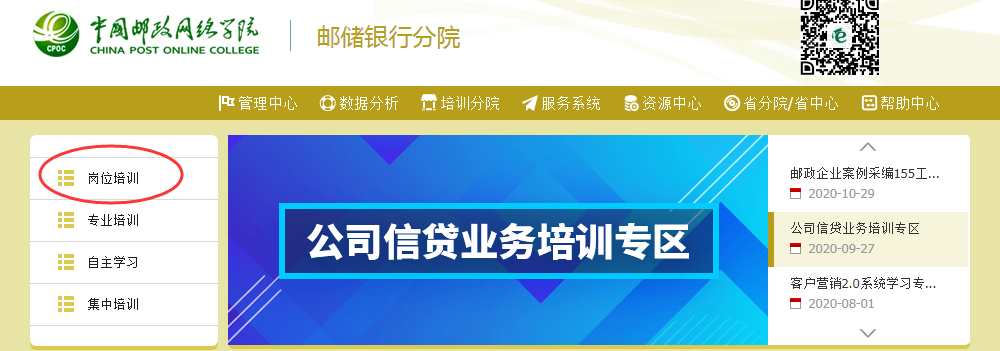 中国邮政网络学院
CPOC
CHINA POST ONLINE COLLEGE
邮储银行分院
管理中心 数据分析 培训分院 服务系统 资源中心 省分院/省中心 帮助中心
岗位培训
专业培训
自主学习
集中培训
公司信贷业务培训专区
邮政企业案例采编155工...
2020-10-29
公司信贷业务培训专区
2020-09-27
客户营销2.0系统学习专...
2020-08-01